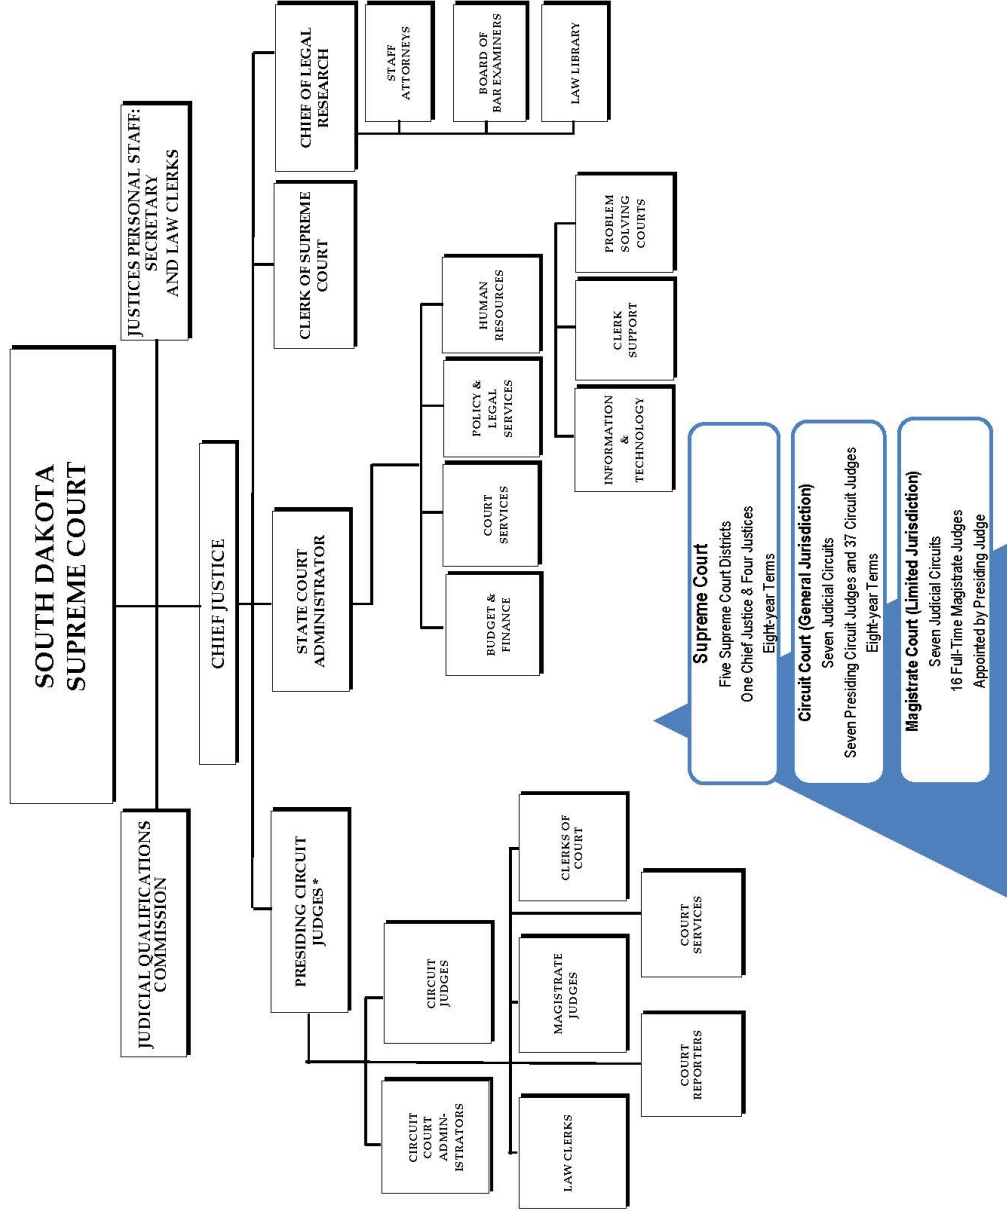 SOUTH DAKOTA
SUPREME COURT
JUDICIAL QUALIFICATIONS
COMMISSION
JUSTICES PERSONAL STAFF:
SECRETARY
AND LAW CLERKS
CHIEF JUSTICE
PRESIDING CIRCUIT
JUDGES *
STATE COURT
ADMINISTRATOR
CLERK OF SUPREME
COURT
CHIEF OF LEGAL
RESEARCH
CIRCUIT
COURT
ADMIN-
ISTRATORS
CIRCUIT
JUDGES
LAW CLERKS
MAGISTRATE
JUDGES
CLERKS OF
COURT
COURT
REPORTERS
COURT
SERVICES
BUDGET &
FINANCE
COURT
SERVICES
POLICY &
LEGAL
SERVICES
HUMAN
RESOURCES
INFORMATION
&
TECHNOLOGY
CLERK
SUPPORT
PROBLEM
SOLVING
COURTS
STAFF
ATTORNEYS
BOARD OF
BAR EXAMINERS
LAW LIBRARY
Supreme Court
Five Supreme Court Districts
One Chief Justice & Four Justices
Eight-year Terms
Circuit Court (General Jurisdiction)
Seven Judicial Circuits
Seven Presiding Circuit Judges and 37 Circuit Judges
Eight-year Terms
Magistrate Court (Limited Jurisdiction)
Seven Judicial Circuits
16 Full-Time Magistrate Judges
Appointed by Presiding Judge